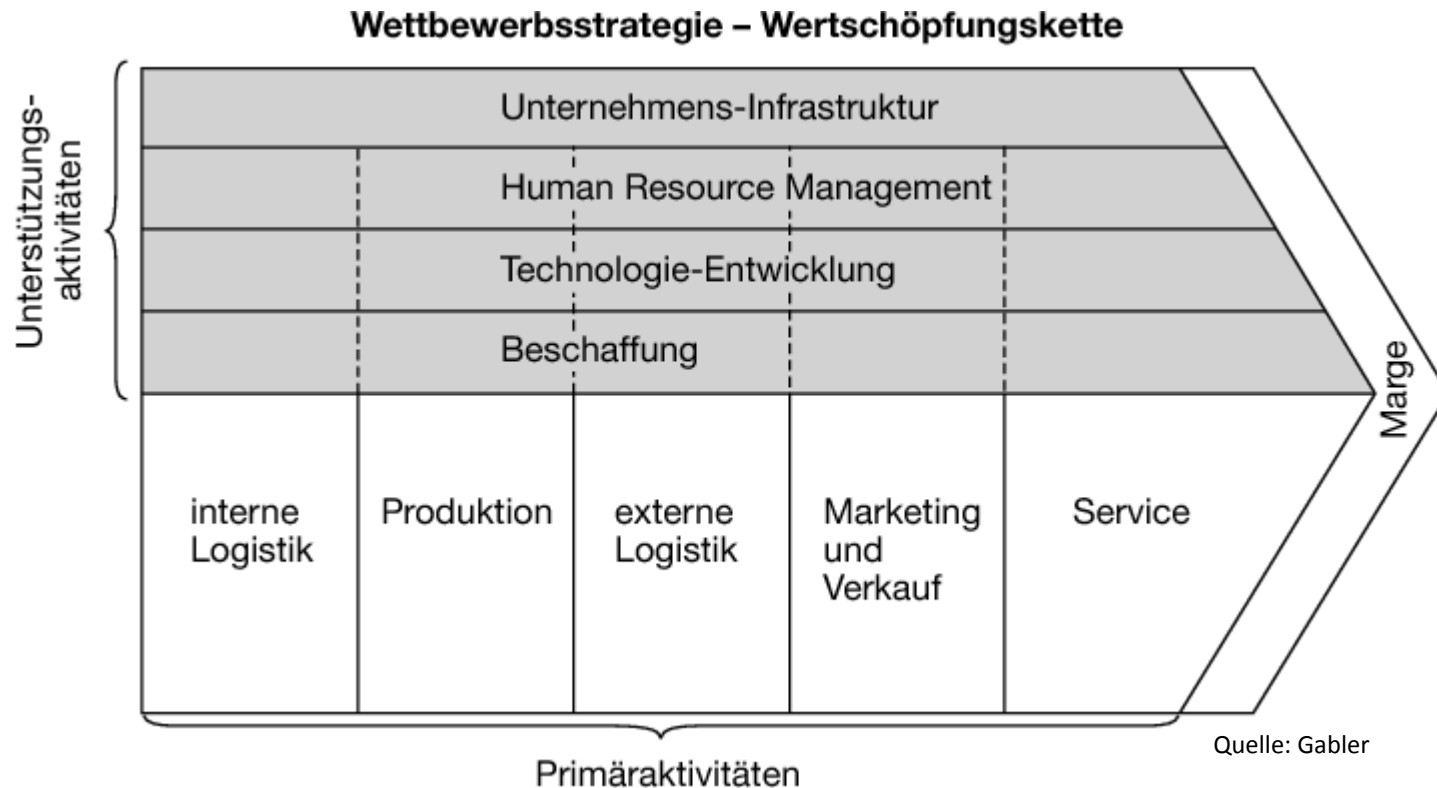 Wettbewerbsstrategie – Wertschöpfungskette
Unterstützungs-
aktivitäten
Unternehmens-Infrastruktur
Human Resource Management
Technologie-Entwicklung
Beschaffung
Marge
interne
Logistik
Produktion
externe
Logistik
Marketing
und
Verkauf
Service
Primäraktivitäten
Quelle: Gabler